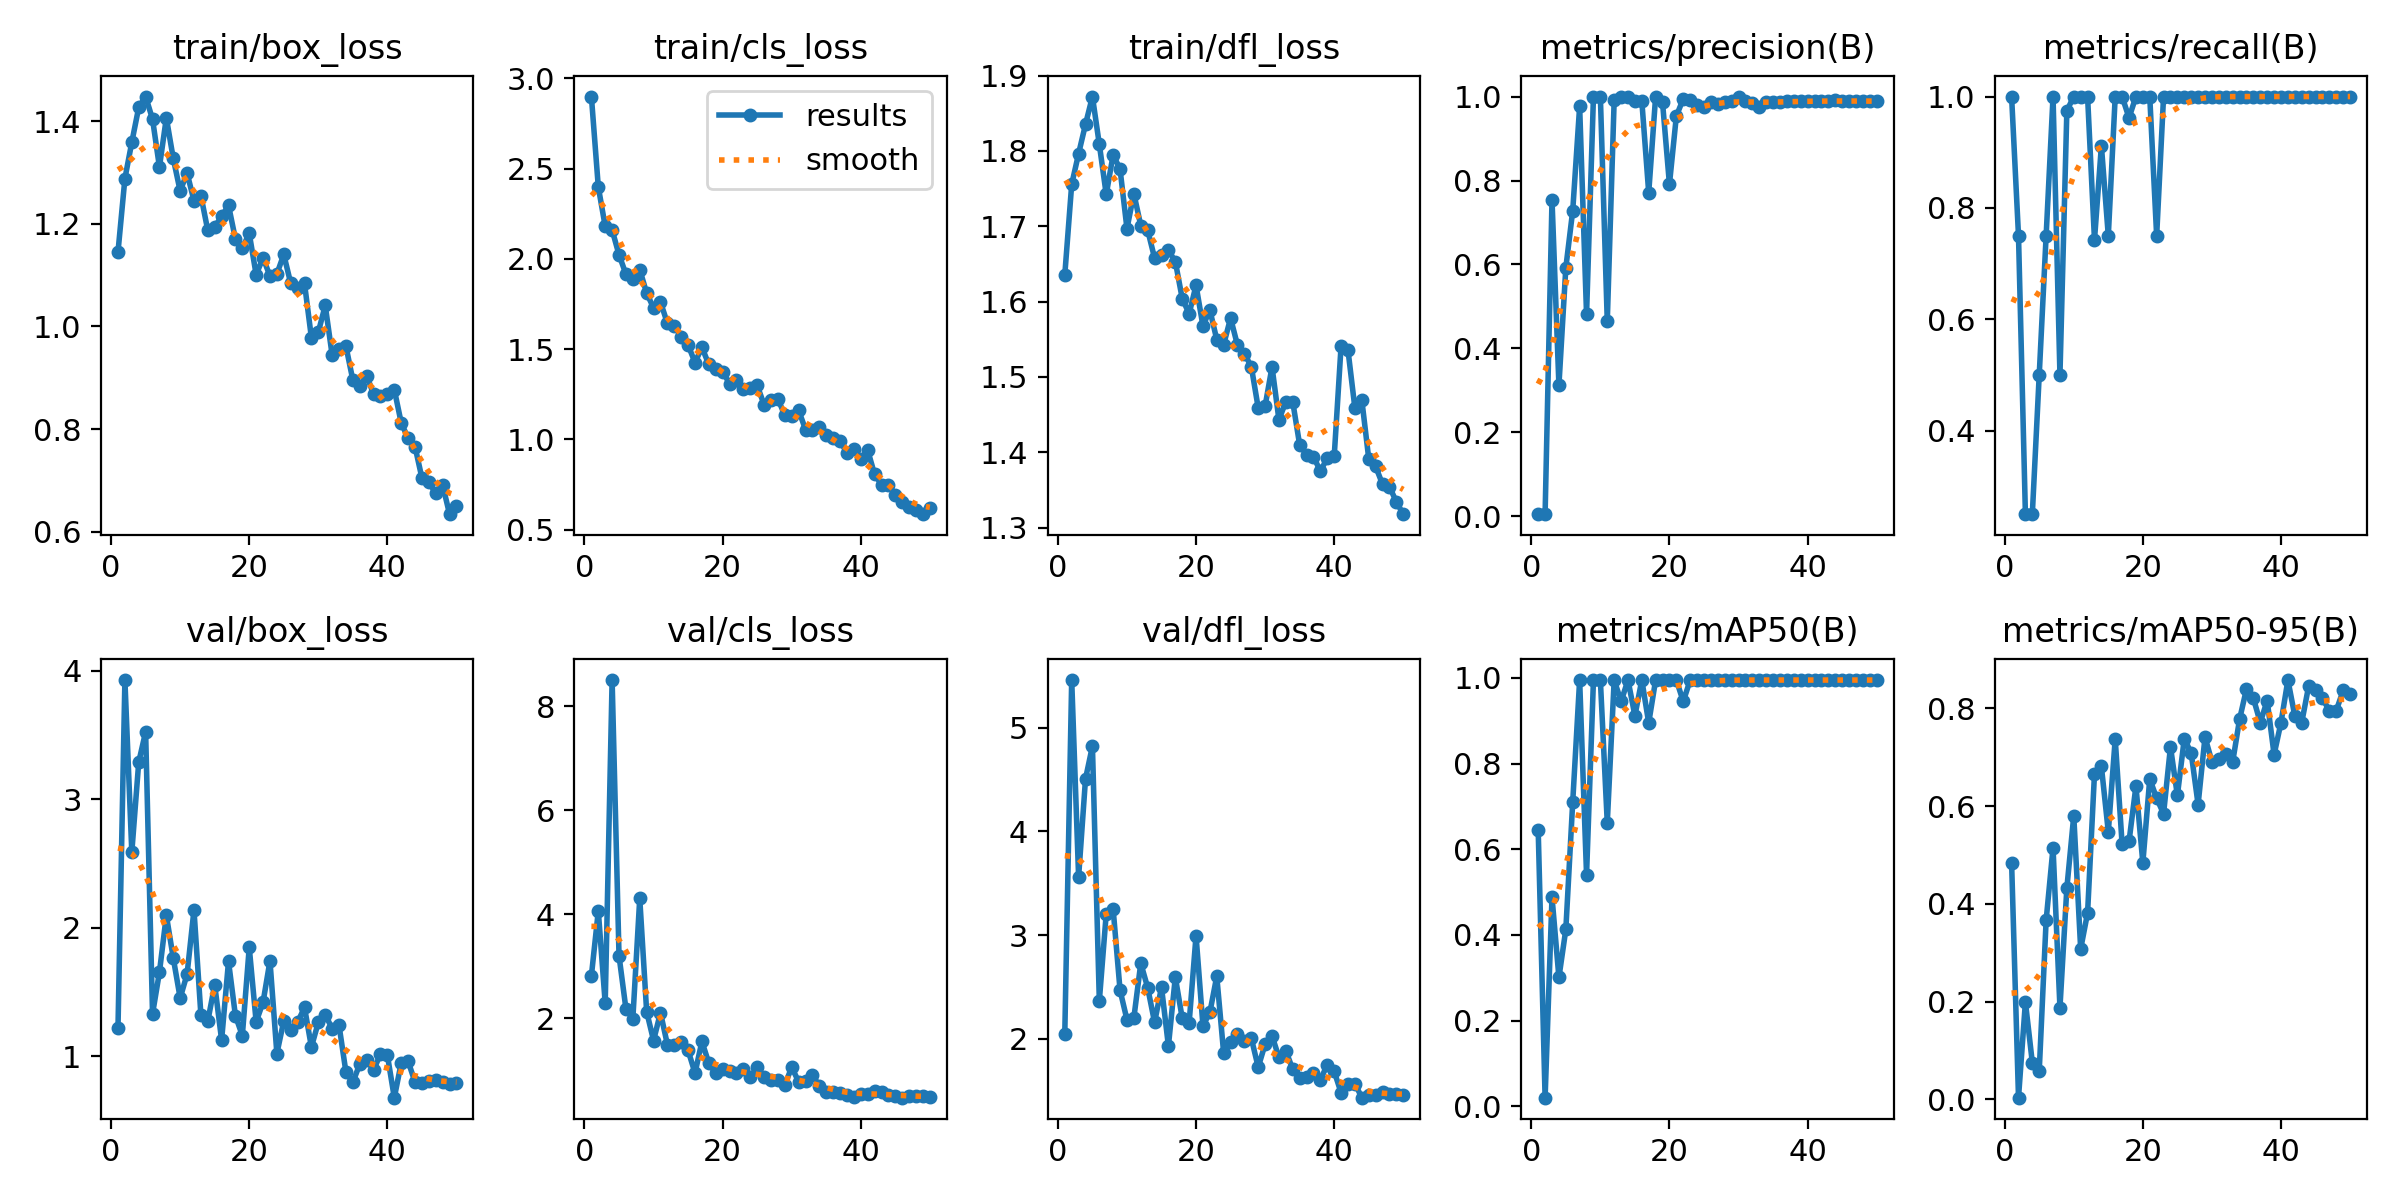 train/box_loss
1.4
1.2
1.0
0.8
0.6
0 20 40
train/cls_loss
3.0
2.5
2.0
1.5
1.0
0.5
0 20 40
results
smooth
train/dfl_loss
1.9
1.8
1.7
1.6
1.5
1.4
1.3
0 20 40
metrics/precision(B)
1.0
0.8
0.6
0.4
0.2
0.0
0 20 40
metrics/recall(B)
1.0
0.8
0.6
0.4
0 20 40
val/box_loss
4
3
2
1
0 20 40
val/cls_loss
8
6
4
2
0 20 40
val/dfl_loss
5
4
3
2
0 20 40
metrics/mAP50(B)
1.0
0.8
0.6
0.4
0.2
0.0
0 20 40
metrics/mAP50-95(B)
0.8
0.6
0.4
0.2
0.0
0 20 40